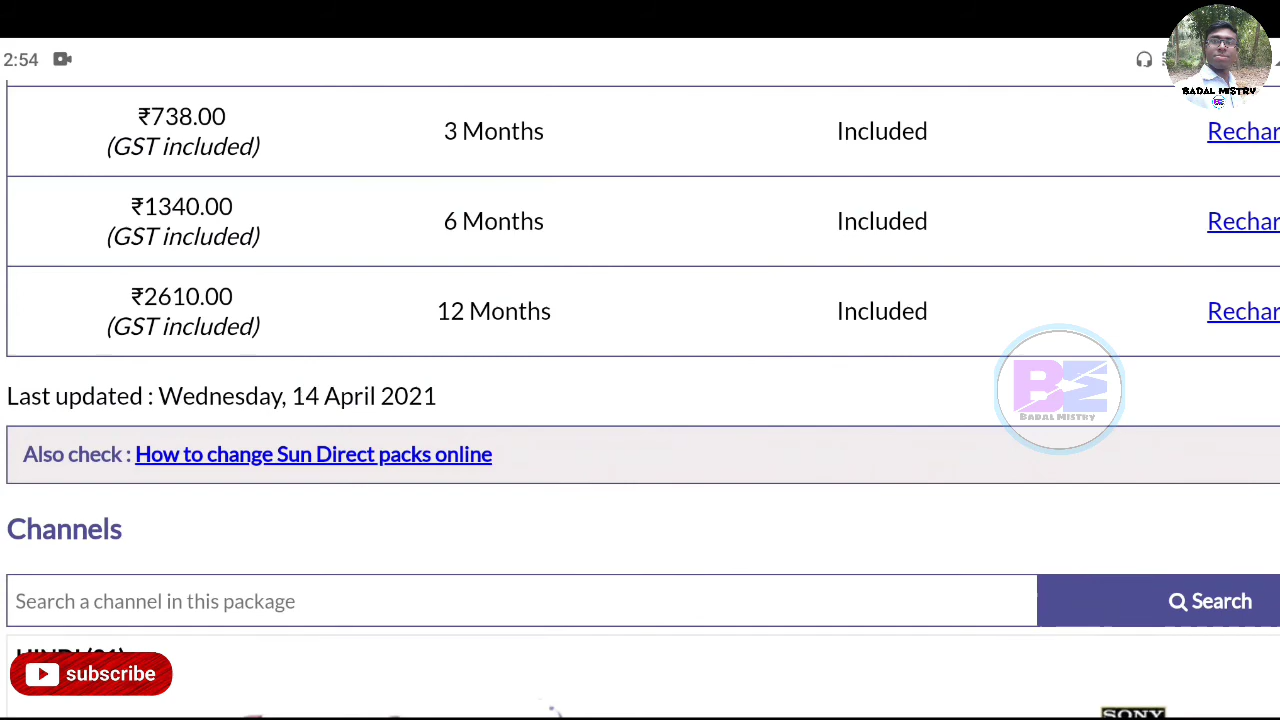 2:54
BADAL MISTRY
₹738.00
(GST included)
3 Months
Included
Rechar
₹1340.00
(GST included)
6 Months
Included
Rechar
₹2610.00
(GST included)
12 Months
Included
Rechar
BADAL MISTRY
Last updated : Wednesday, 14 April 2021
Also check : How to change Sun Direct packs online
Channels
Search a channel in this package
Search
subscribe
SONY